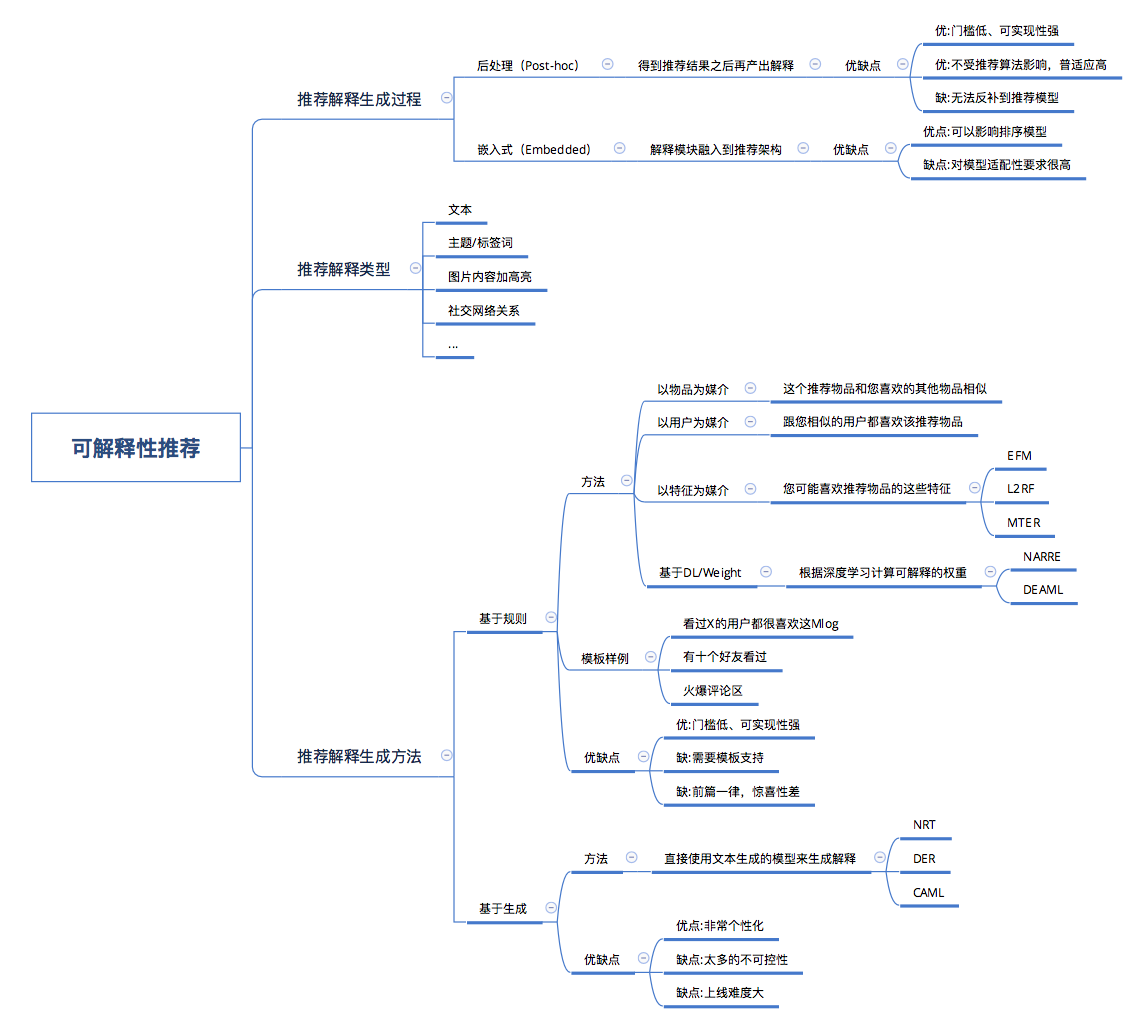 可解释性推荐
推荐解释生成过程
后处理（Post-hoc）
得到推荐结果之后再产出解释
优缺点
优:门槛低、可实现性强
优:不受推荐算法影响，普适应高
缺:无法反补到推荐模型
嵌入式（Embedded）
解释模块融入到推荐架构
优缺点
优点:可以影响排序模型
缺点:对模型适配性要求很高
推荐解释类型
文本
主题/标签词
图片内容加高亮
社交网络关系
...
推荐解释生成方法
基于规则
方法
以物品为媒介
这个推荐物品和您喜欢的其他物品相似
以用户为媒介
跟您相似的用户都喜欢该推荐物品
以特征为媒介
您可能喜欢推荐物品的这些特征
EFM
L2RF
MTER
基于DL/Weight
根据深度学习计算可解释的权重
NARRE
DEAML
模板样例
看过X的用户都很喜欢这Mlog
有十个好友看过
火爆评论区
优缺点
优:门槛低、可实现性强
缺:需要模板支持
缺:前篇一律，惊喜性差
基于生成
方法
直接使用文本生成的模型来生成解释
NRT
DER
CAML
优缺点
优点:非常个性化
缺点:太多的不可控性
缺点:上线难度大